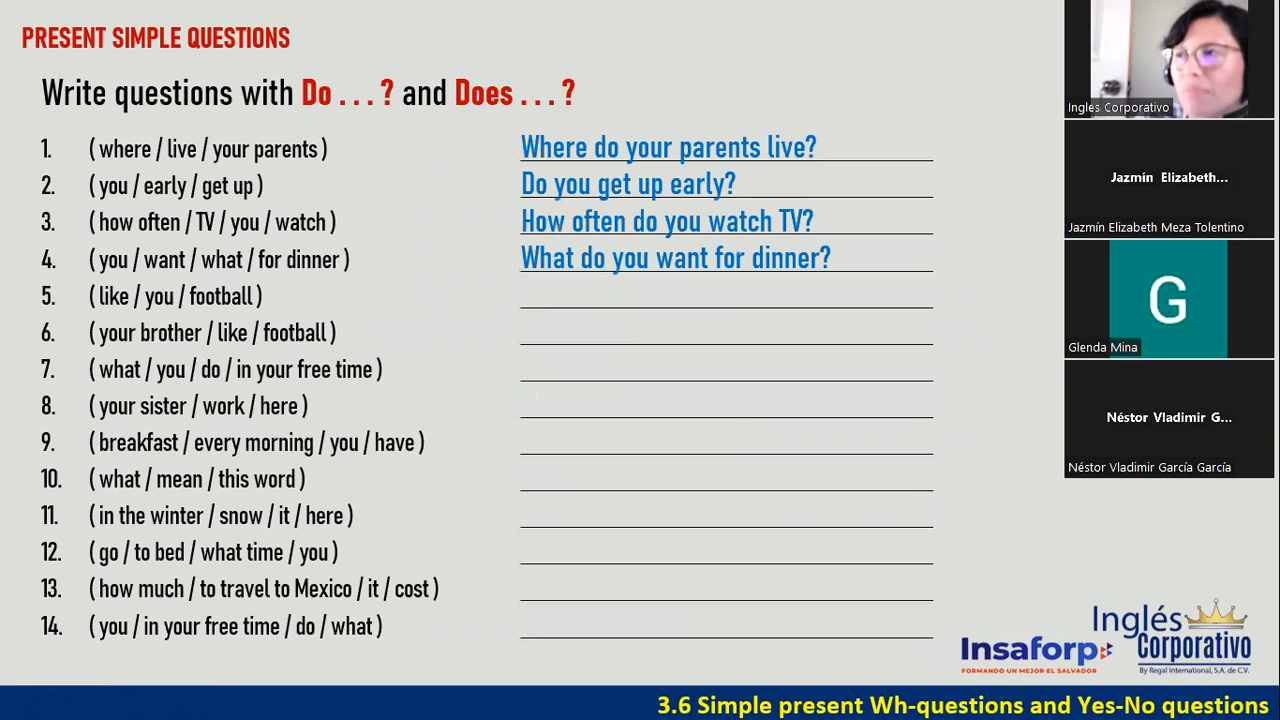 PRESENT SIMPLE QUESTIONS
Write questions with Do . . . ? and Does . . . ?
1. ( where / live / your parents ) Where do your parents live?
2. ( you / early / get up ) Do you get up early?
3. ( how often / TV / you / watch ) How often do you watch TV?
4. ( you / want / what / for dinner ) What do you want for dinner?
5. ( like / you / football )
6. ( your brother / like / football )
7. ( what / you / do / in your free time )
8. ( your sister / work / here )
9. ( breakfast / every morning / you / have )
10. ( what / mean / this word )
11. ( in the winter / snow / it / here )
12. ( go / to bed / what time / you )
13. ( how much / to travel to Mexico / it / cost )
14. ( you / in your free time / do / what )
Ingles Corporativo
Jazmín Elizabeth...
Jazmín Elizabeth Meza Tolentino
G
Glenda Mina
Néstor Vladimir G...
Néstor Vladimir García García
Insaforp
FORMANDO UN MEJOR EL SALVADOR
Inglés
Corporativo
By Regal International, S.A. de C.V.
3.6 Simple present Wh-questions and Yes-No questions